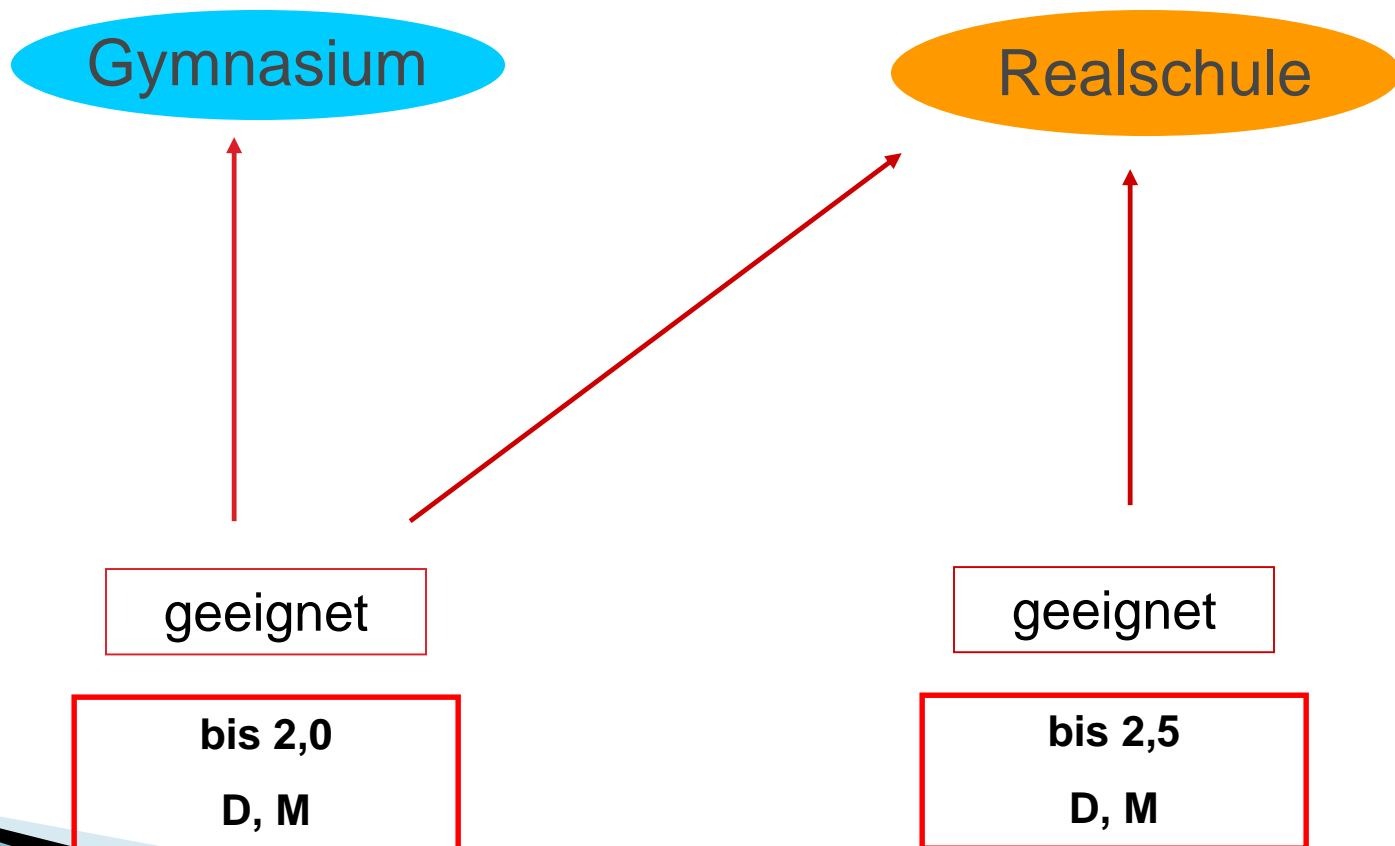 Gymnasium
Realschule
geeignet
geeignet
bis 2,0
D, M
bis 2,5
D, M